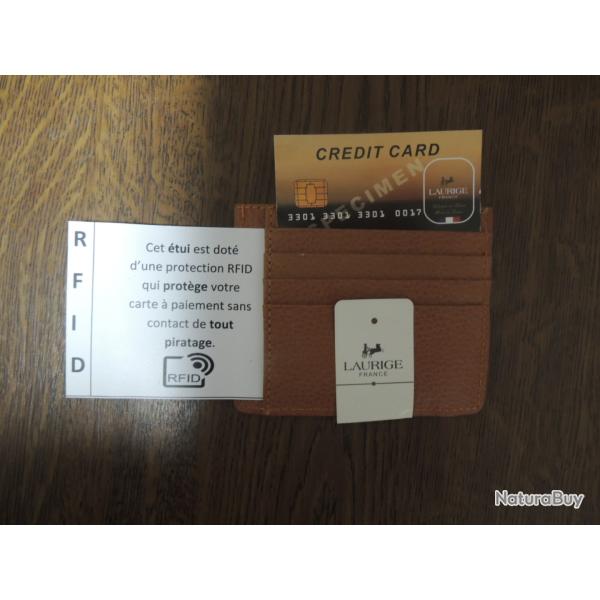 CREDIT CARD
SPECIMEN
LAURIGE
FRANCE
3301 3301 3301 0017
R
F
I
D
Cet étui est doté
d'une protection RFID
qui protège votre
carte à paiement sans
contact de tout
piratage.
RFID
LAURIGE
FRANCE
NaturaBuy